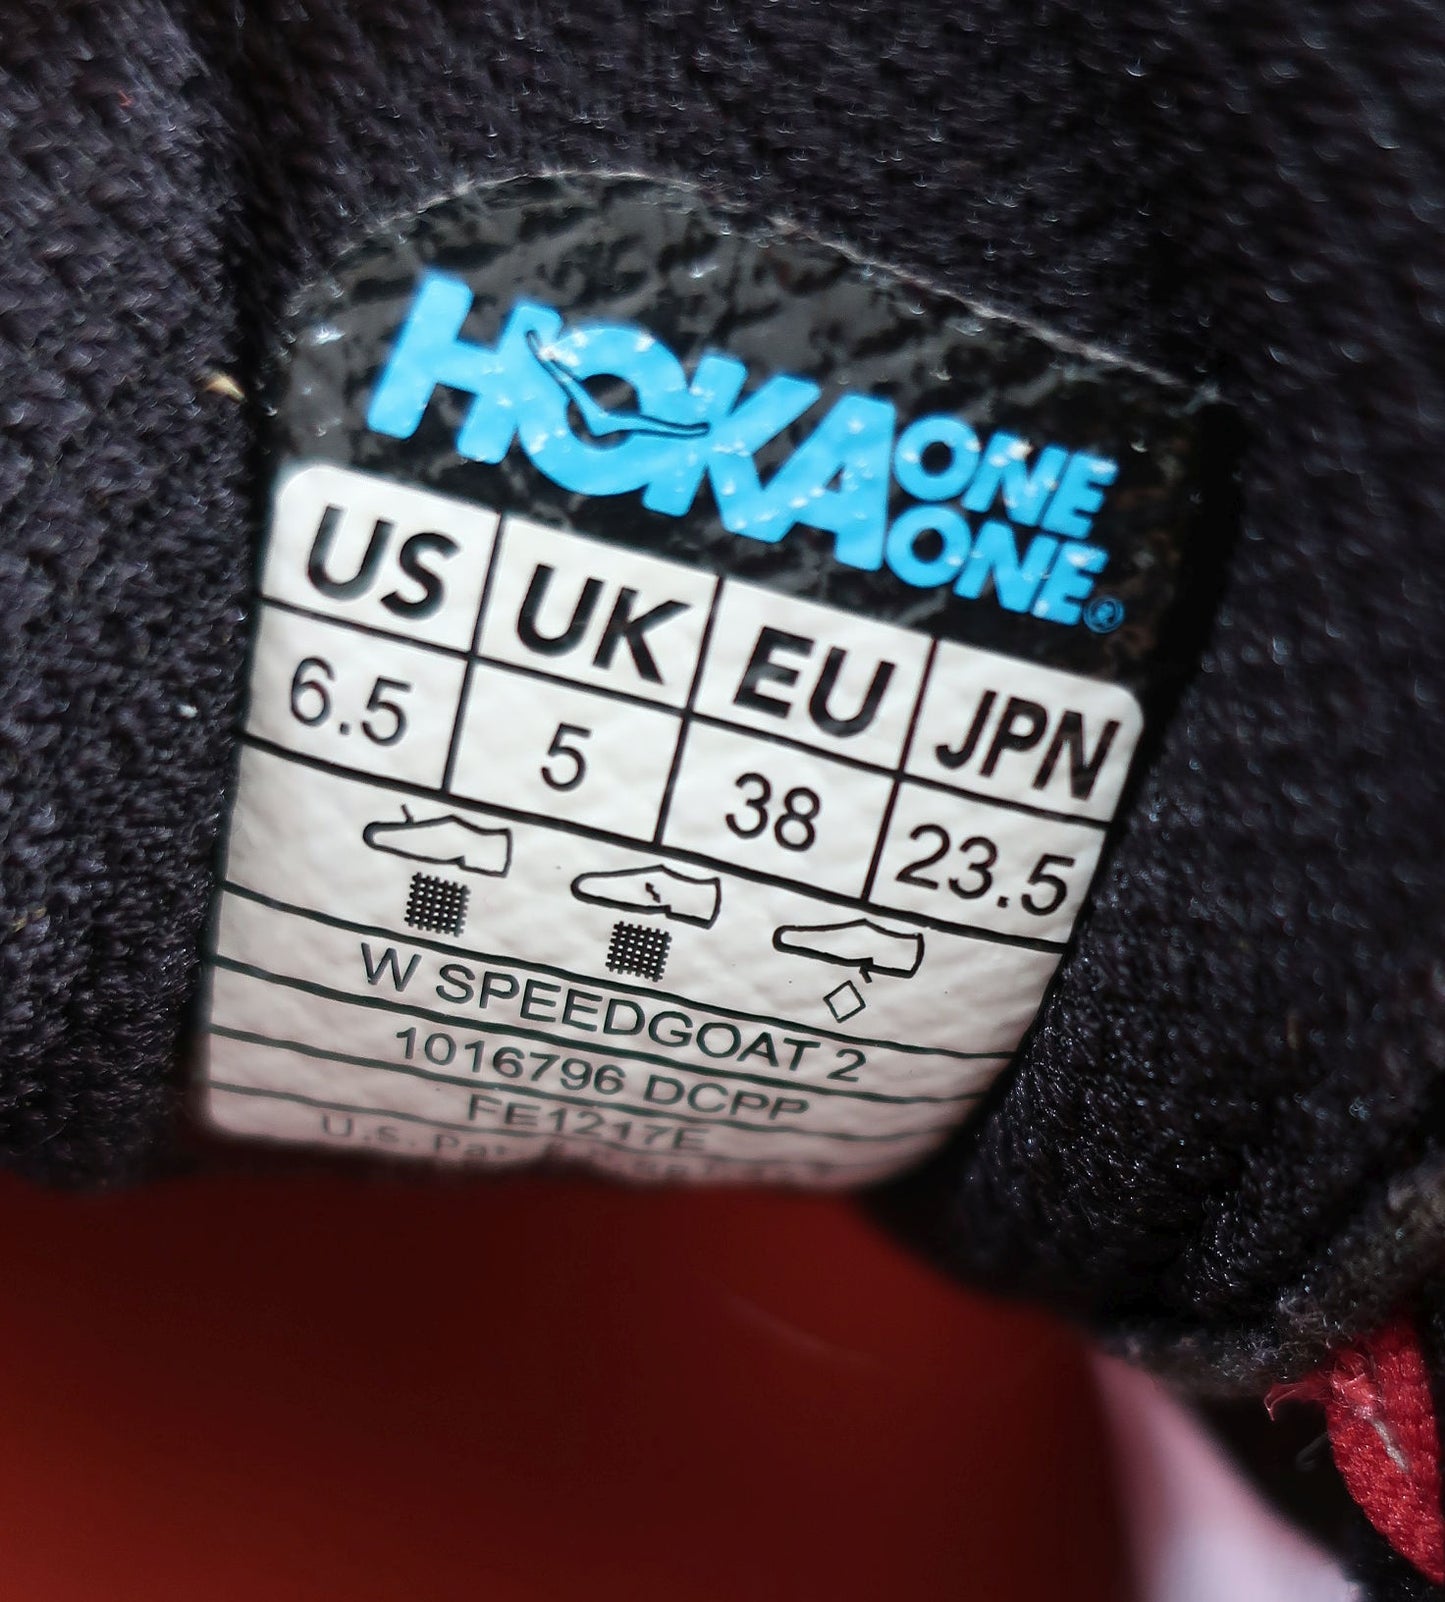 HOKA ONE ONE®
US UK EU JPN
6.5 5 38 23.5
W SPEEDGOAT 2
1016796 DCPP
FE1217E
U.S.